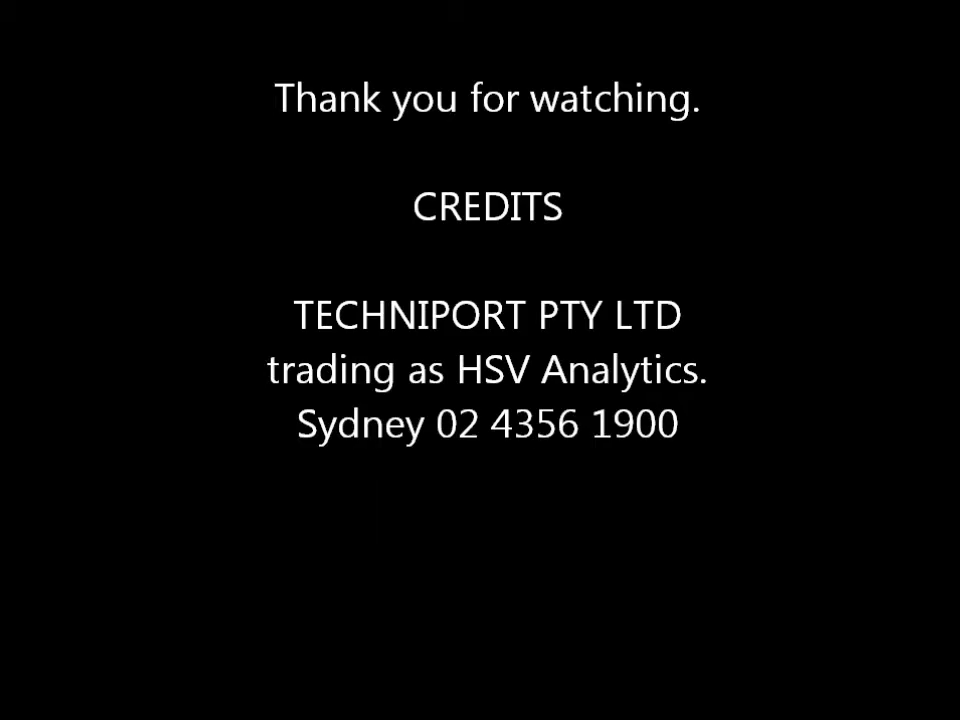 Thank you for watching.
CREDITS
TECHNIPORT PTY LTD
trading as HSV Analytics.
Sydney 02 4356 1900